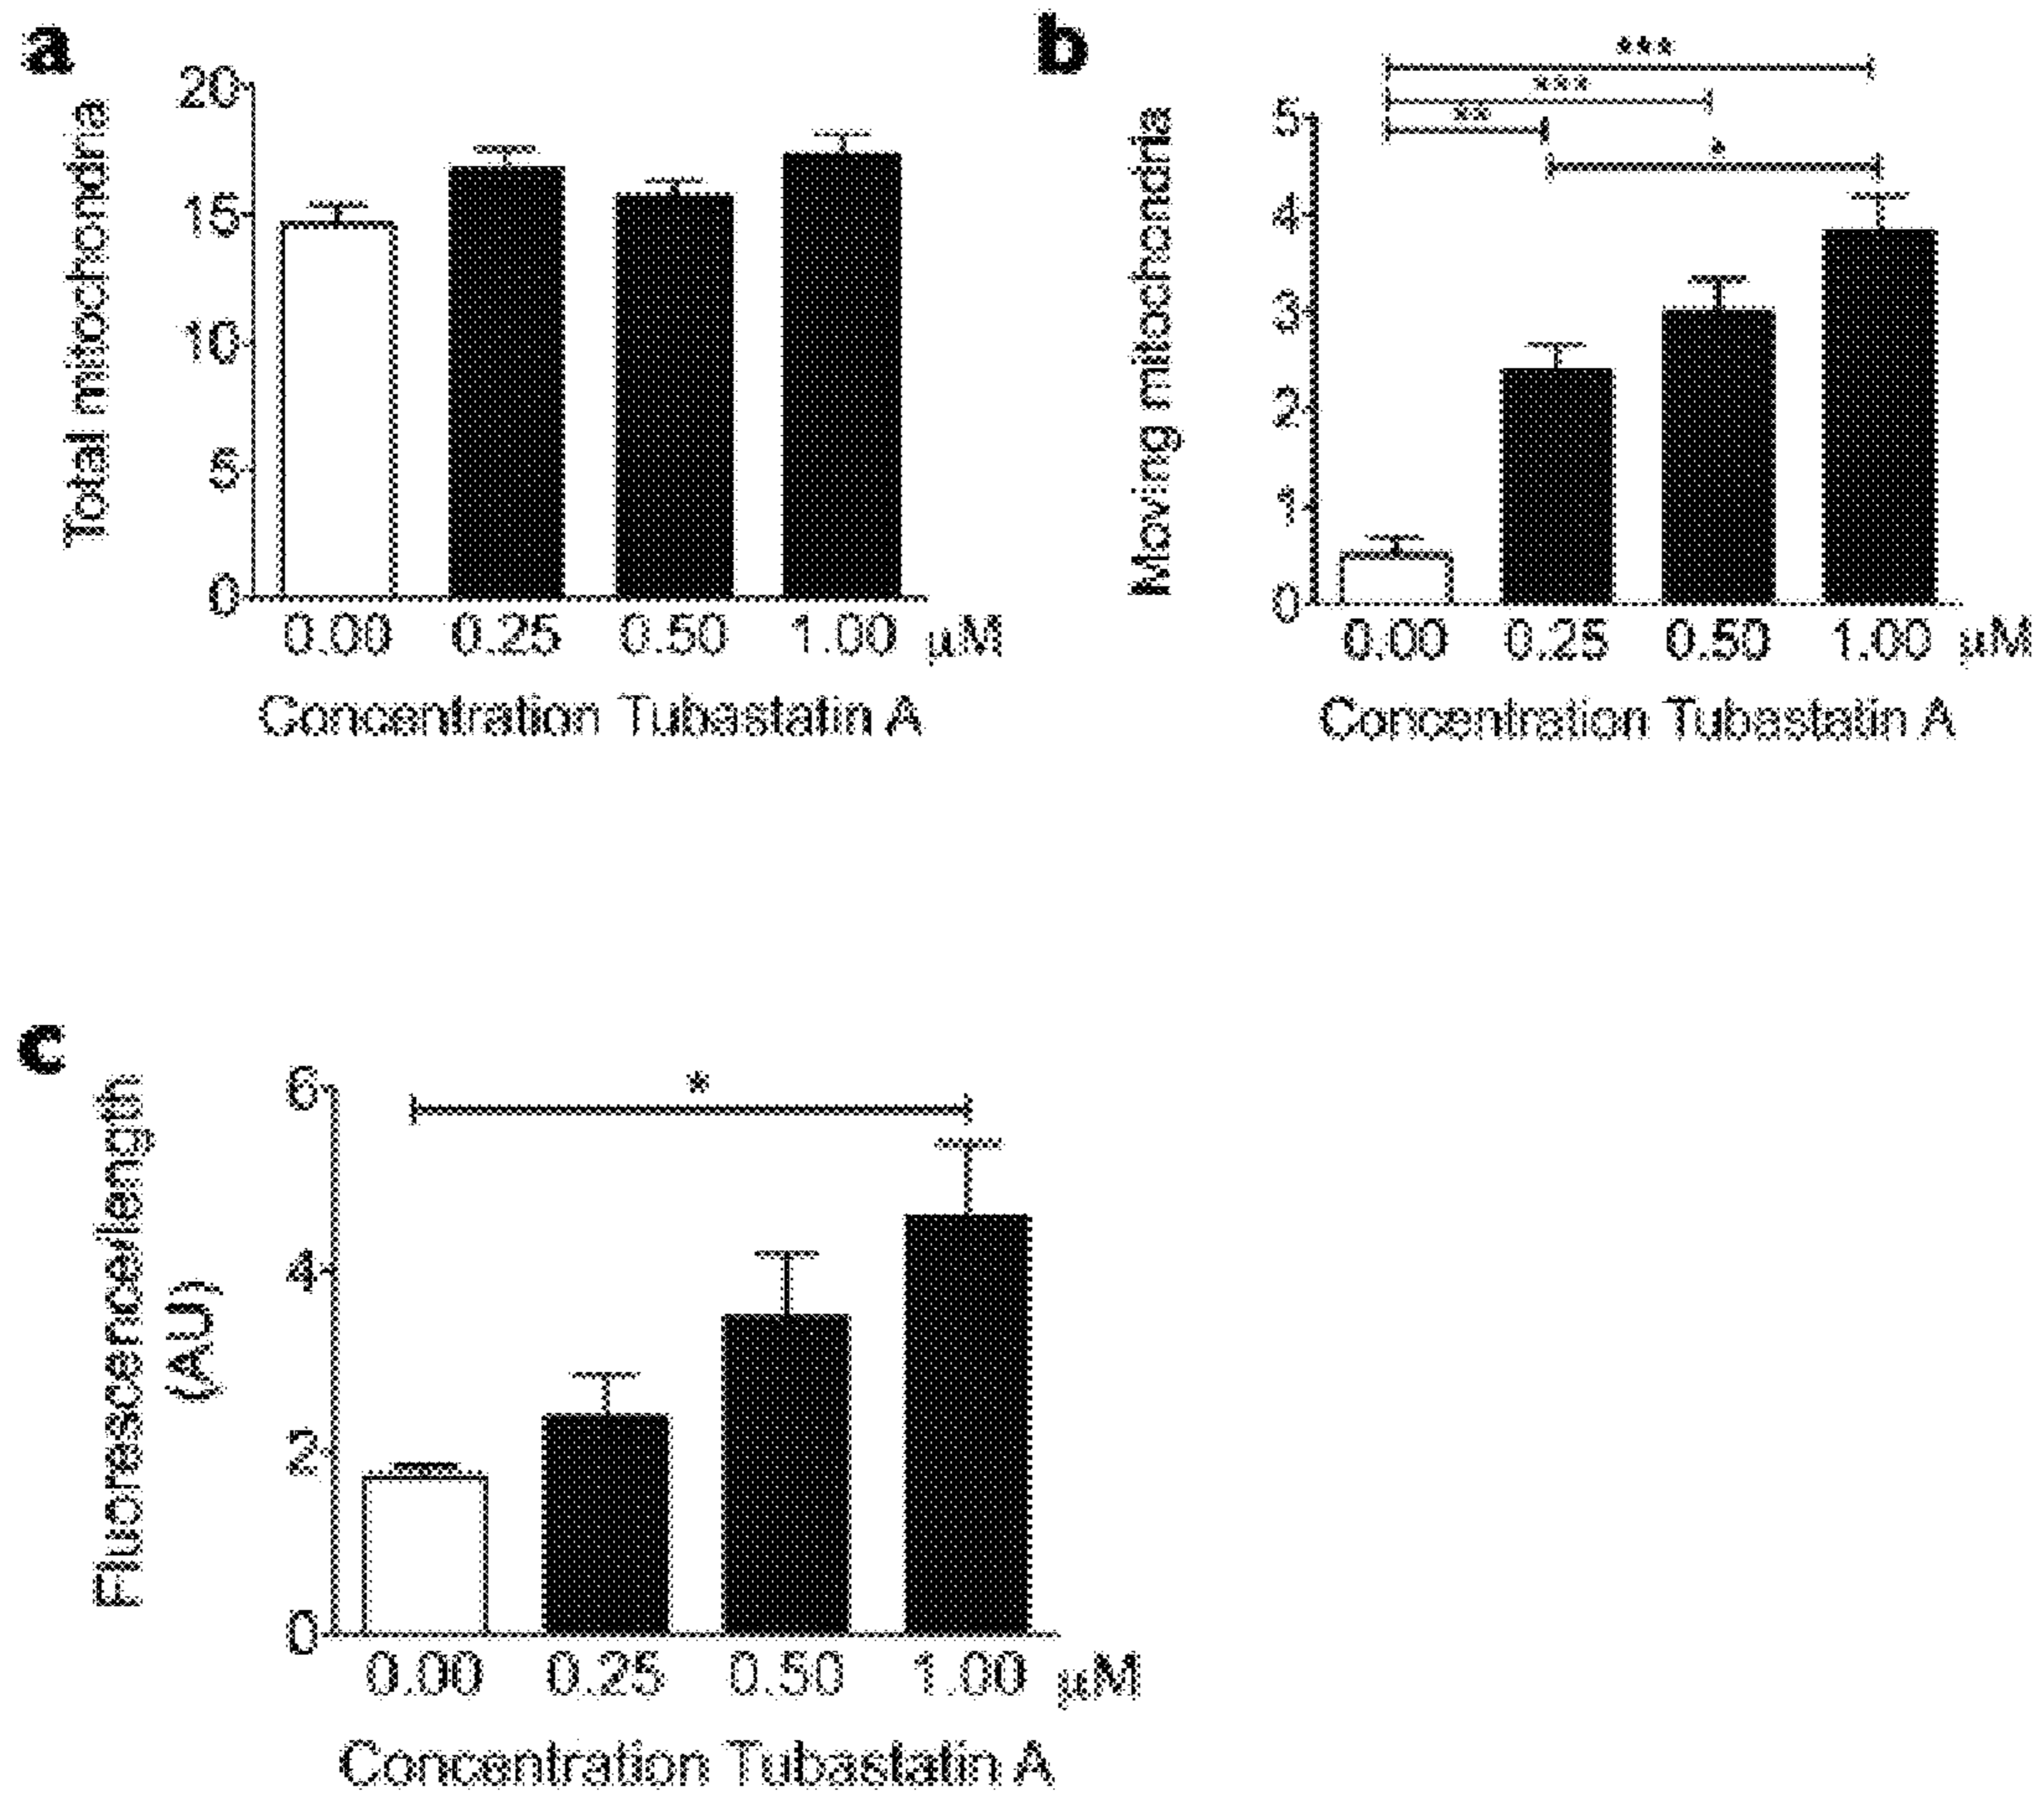 a
Total mitochondria
20
15
10
5
0
0.00 0.25 0.50 1.00 µM
Concentration Tubastatin A
b
Moving mitochondria
***
***
**
*
5
4
3
2
1
0
0.00 0.25 0.50 1.00 µM
Concentration Tubastatin A
c
Fluorescence/length
(AU)
*
6
4
2
0
0.00 0.25 0.50 1.00 µM
Concentration Tubastatin A